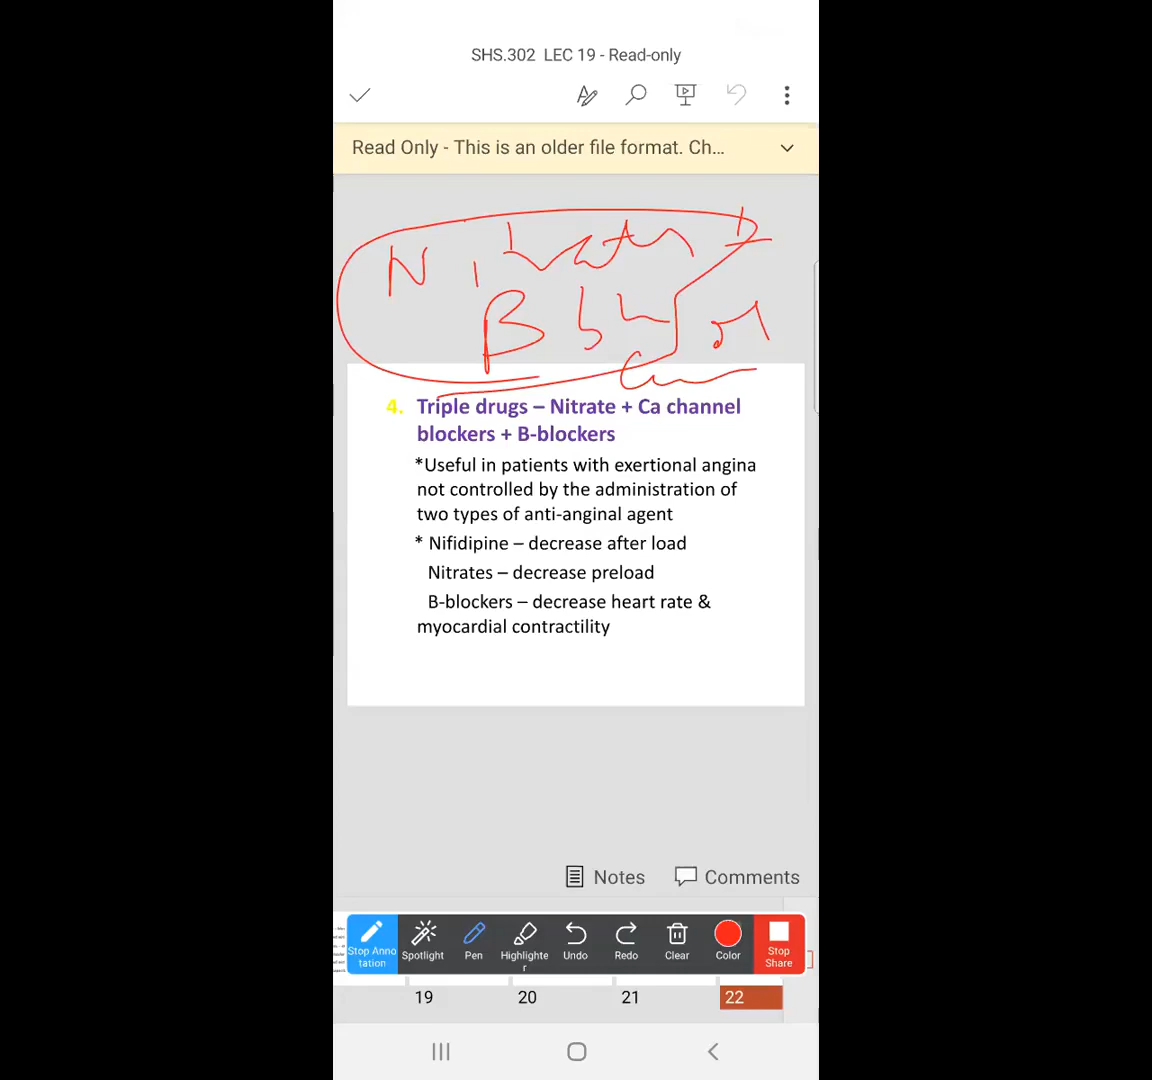 SHS.302 LEC 19 - Read-only
Read Only - This is an older file format. Ch...
N
B
4. Triple drugs – Nitrate + Ca channel
blockers + B-blockers
*Useful in patients with exertional angina
not controlled by the administration of
two types of anti-anginal agent
* Nifidipine – decrease after load
Nitrates – decrease preload
B-blockers – decrease heart rate &
myocardial contractility
Notes Comments
Stop Anno
tation
Spotlight
Pen
Highlighte
r
Undo
Redo
Clear
Color
Stop
Share
19 20 21 22